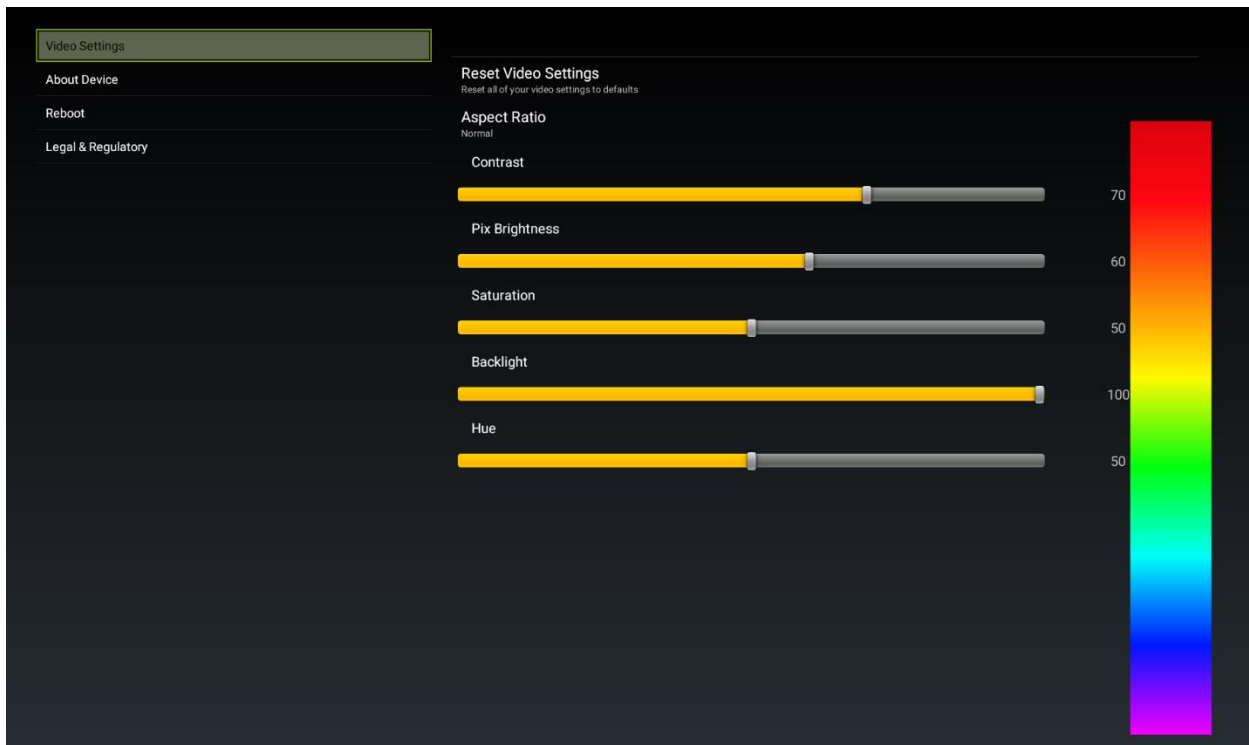 Video Settings
About Device
Reboot
Legal & Regulatory
Reset Video Settings
Reset all of your video settings to defaults
Aspect Ratio
Normal
Contrast
70
Pix Brightness
60
Saturation
50
Backlight
100
Hue
50